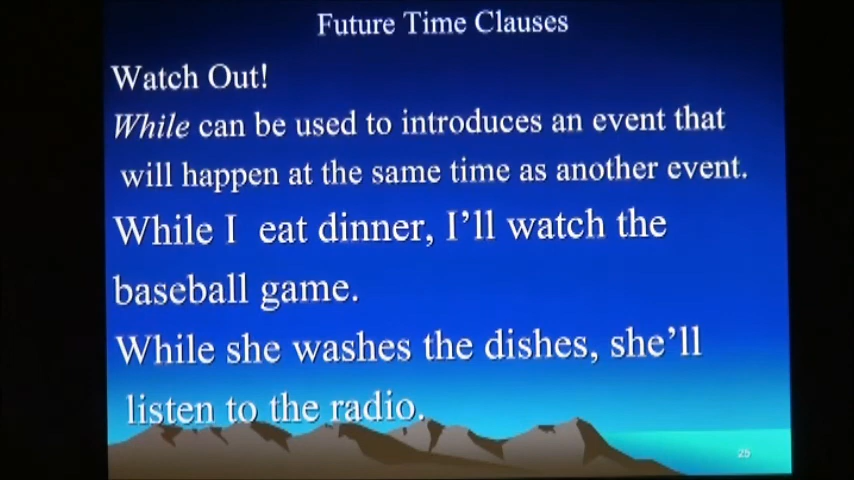 Future Time Clauses
Watch Out!
While can be used to introduces an event that
will happen at the same time as another event.
While I eat dinner, I'll watch the
baseball game.
While she washes the dishes, she'll
listen to the radio.
25